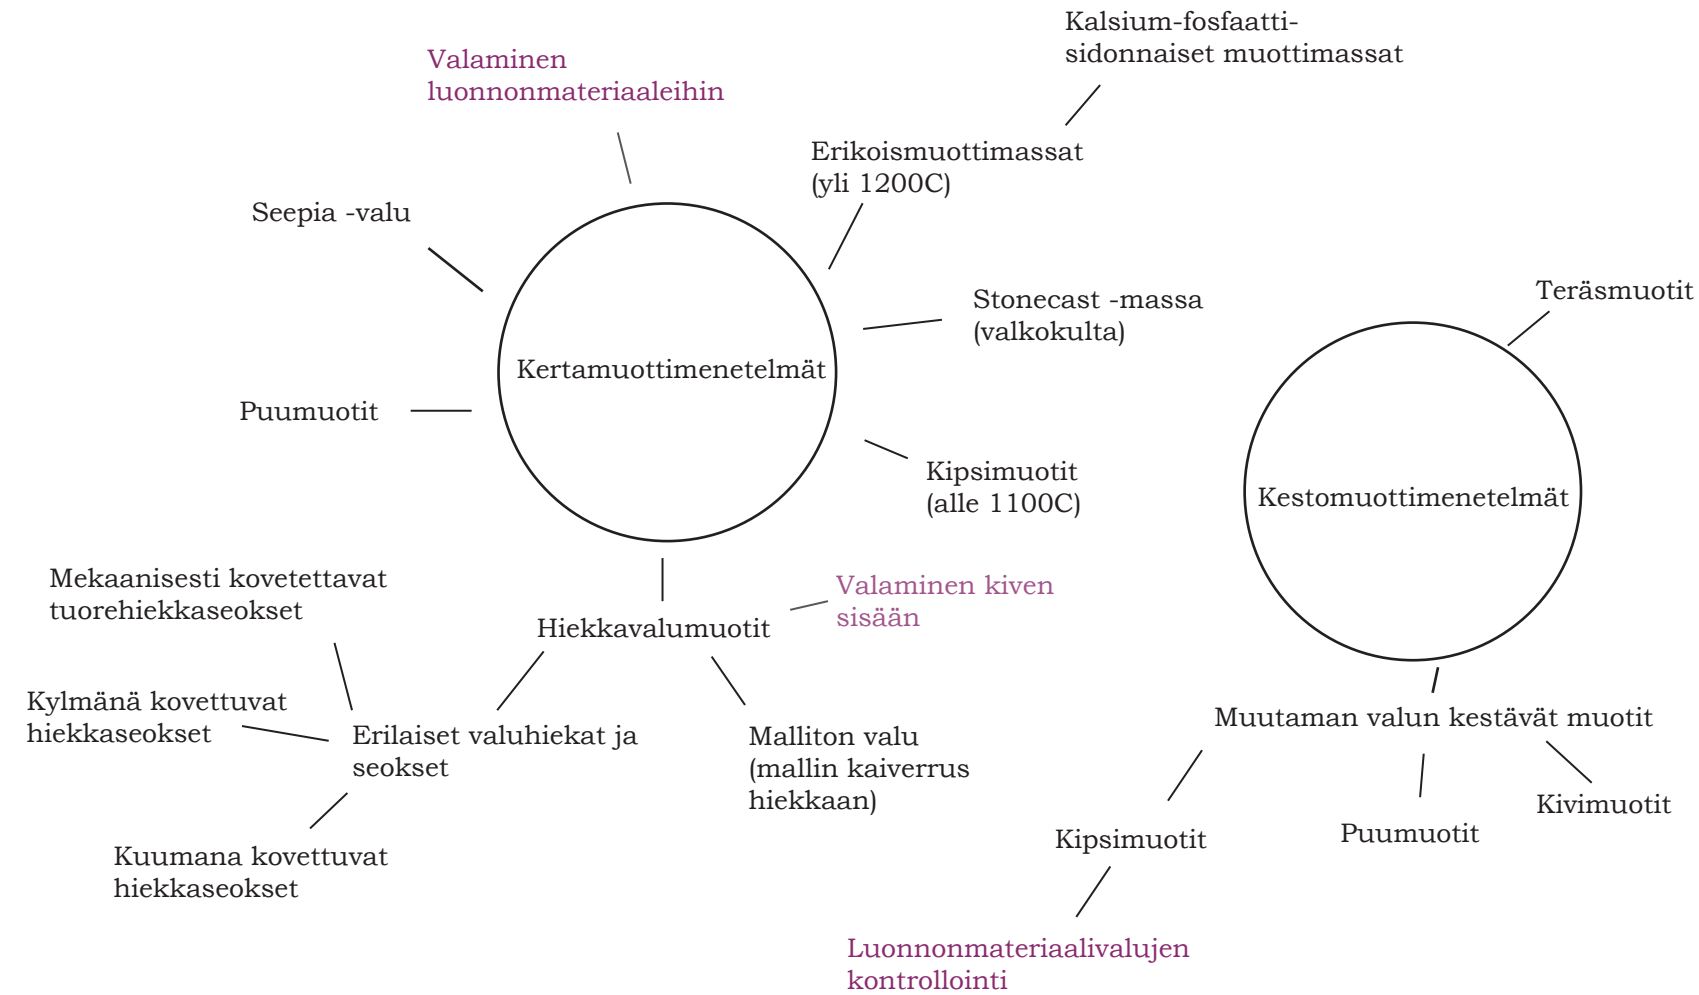 Kalsium-fosfaatti-
sidonnaiset muottimassat
Valaminen
luonnonmateriaaleihin
Erikoismuottimassat
(yli 1200C)
Seepia -valu
Stonecast -massa
(valkokulta)
Teräsmuotit
Kertamuottimenetelmät
Puumuotit
Kipsimuotit
(alle 1100C)
Kestomuottimenetelmät
Mekaanisesti kovetettavat
tuorehiekkaseokset
Valaminen kiven
sisään
Hiekkavalumuotit
Kylmänä kovettuvat
hiekkaseokset
Erilaiset valuhiekat ja
seokset
Malliton valu
(mallin kaiverrus
hiekkaan)
Muutaman valun kestävät muotit
Kuumana kovettuvat
hiekkaseokset
Kipsimuotit
Puumuotit
Kivimuotit
Luonnonmateriaalivalujen
kontrollointi